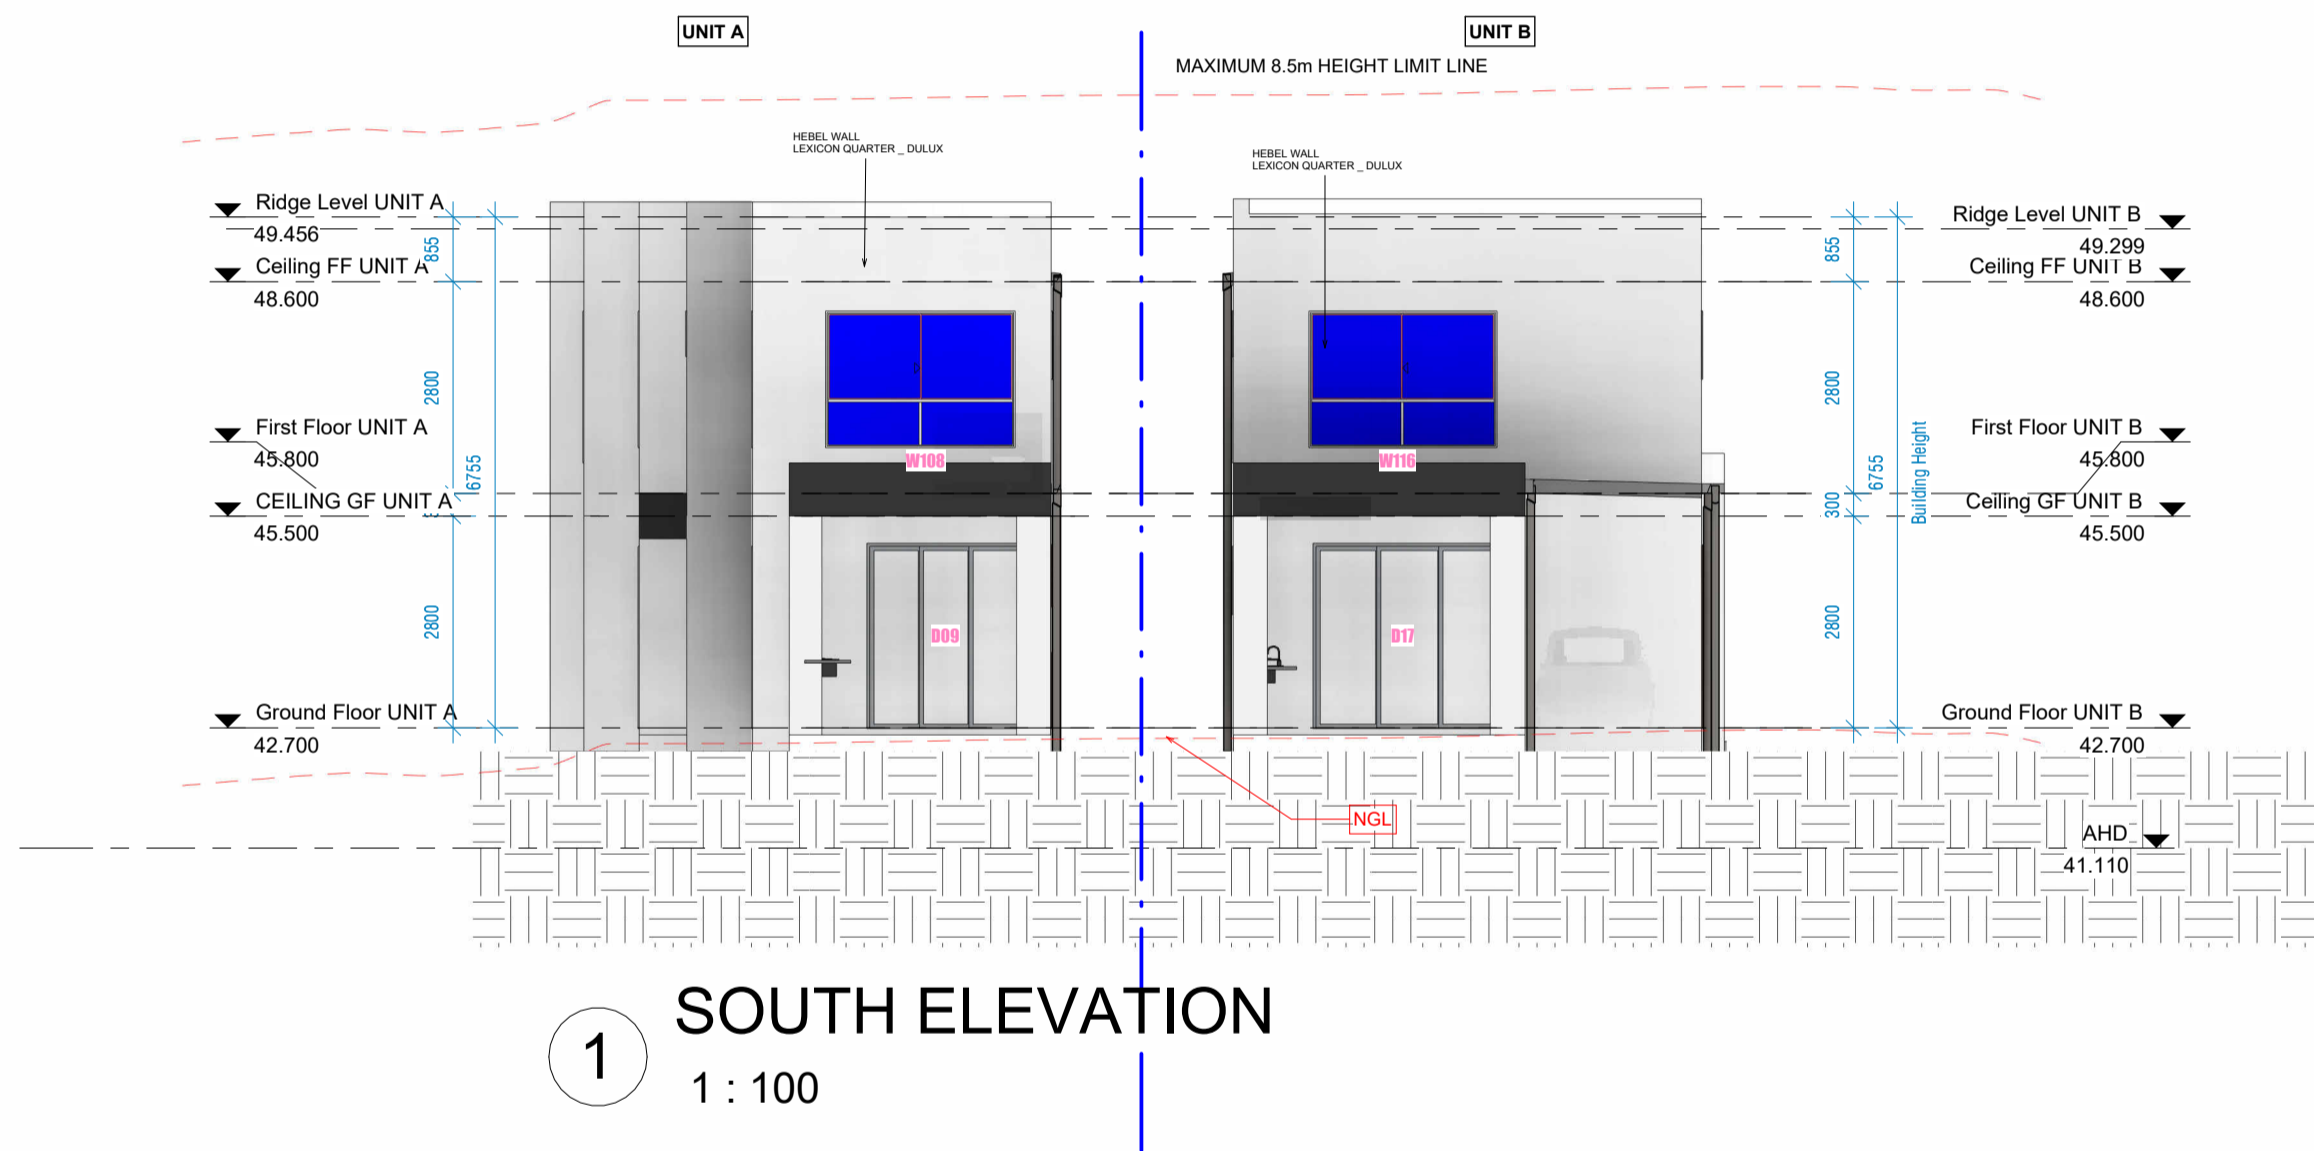 UNIT A
UNIT B
MAXIMUM 8.5m HEIGHT LIMIT LINE
HEBEL WALL
LEXICON QUARTER _ DULUX
HEBEL WALL
LEXICON QUARTER _ DULUX
Ridge Level UNIT A
49.456
Ceiling FF UNIT A
48.600
First Floor UNIT A
45.800
CEILING GF UNIT A
45.500
Ground Floor UNIT A
42.700
855
2800
2800
6755
W108
D09
W116
D17
855
2800
300
2800
6755
Building Height
Ridge Level UNIT B
49.299
Ceiling FF UNIT B
48.600
First Floor UNIT B
45.800
Ceiling GF UNIT B
45.500
Ground Floor UNIT B
42.700
NGL
AHD
41.110
1
SOUTH ELEVATION
1 : 100